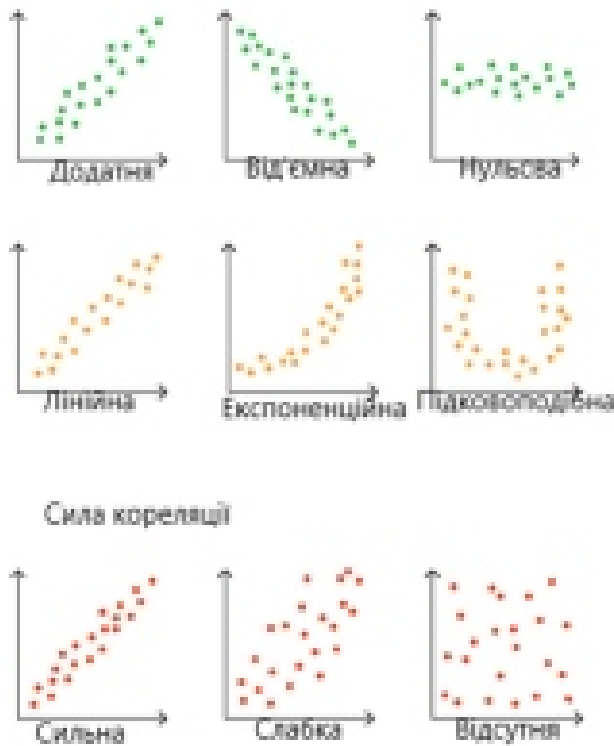 Додатня Від'ємна Нульова
Лінійна Експоненційна Підковоподібна
Сила кореляції
Сильна Слабка Відсутня